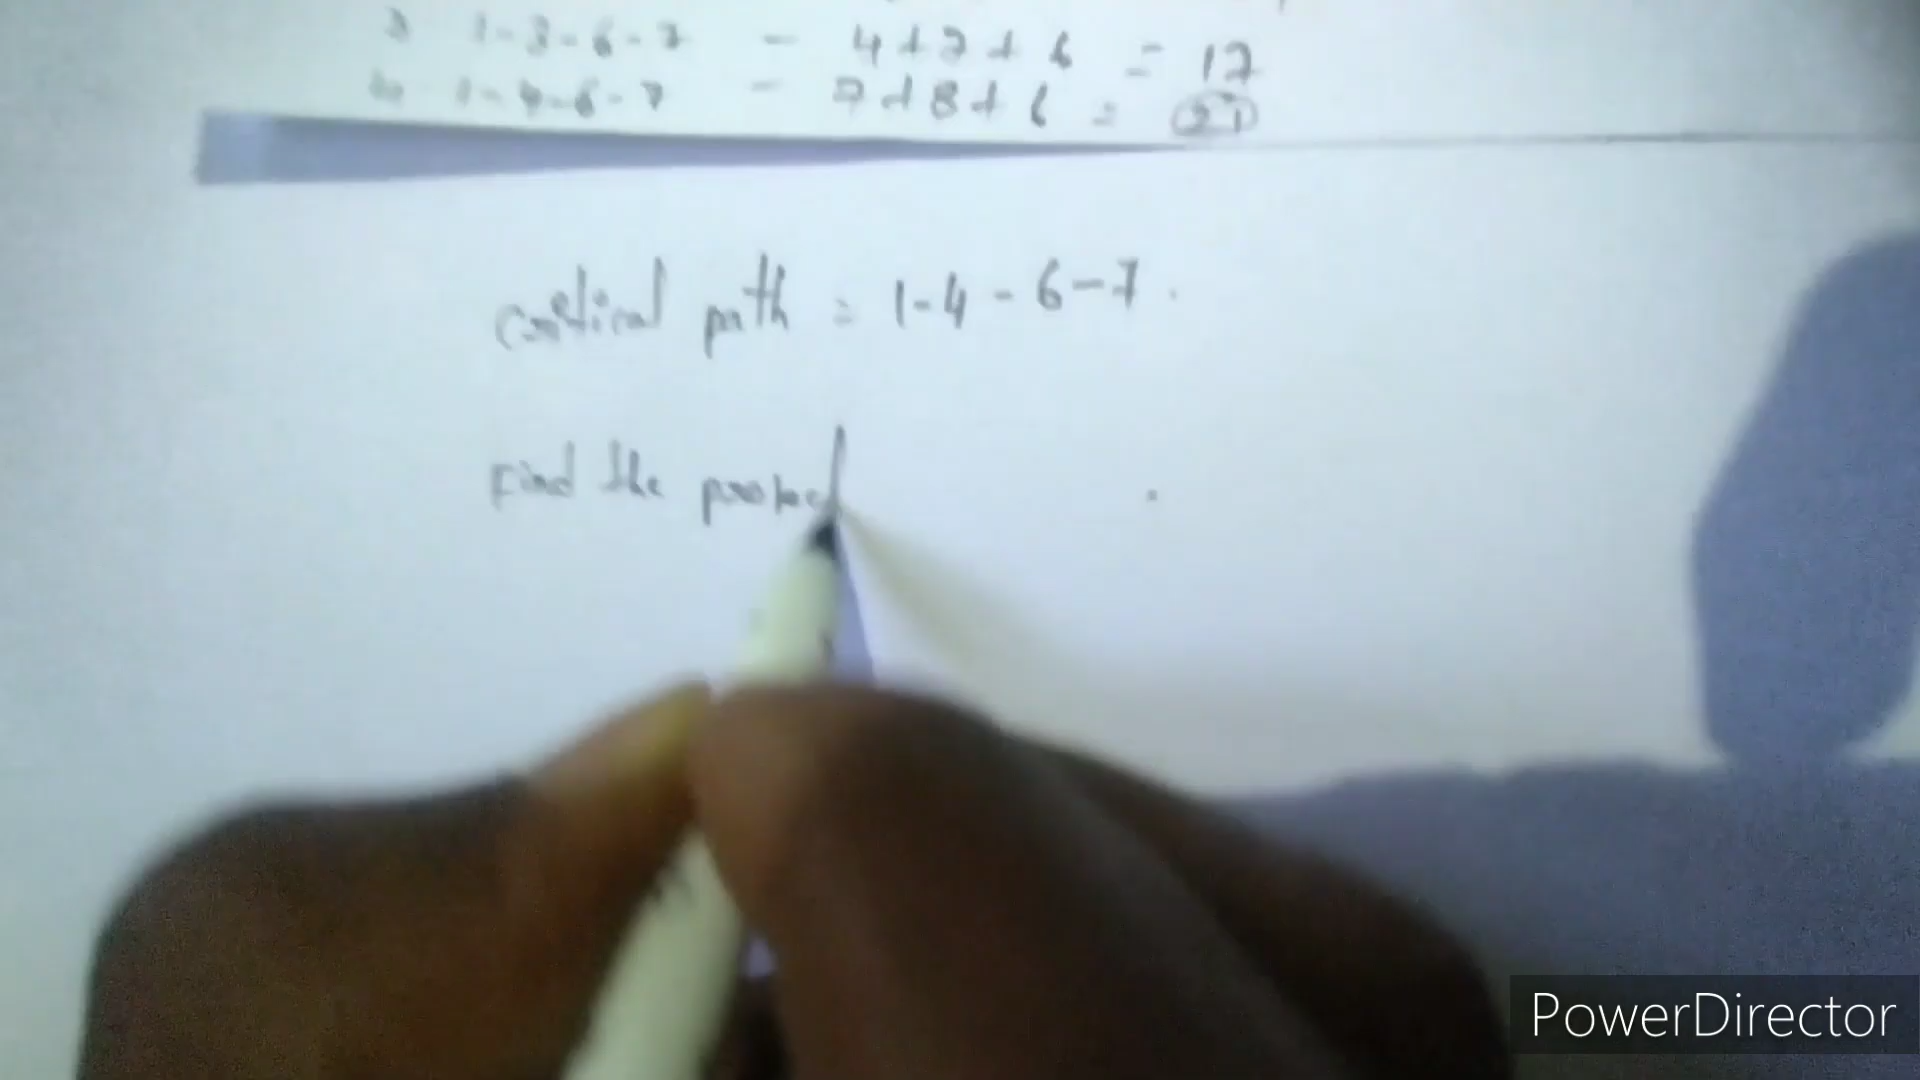 3 1-3-6-7 - 4+7+6 = 17
4 1-4-6-7 - 7+8+6 = 21
critical path = 1-4-6-7.
Find the project
PowerDirector